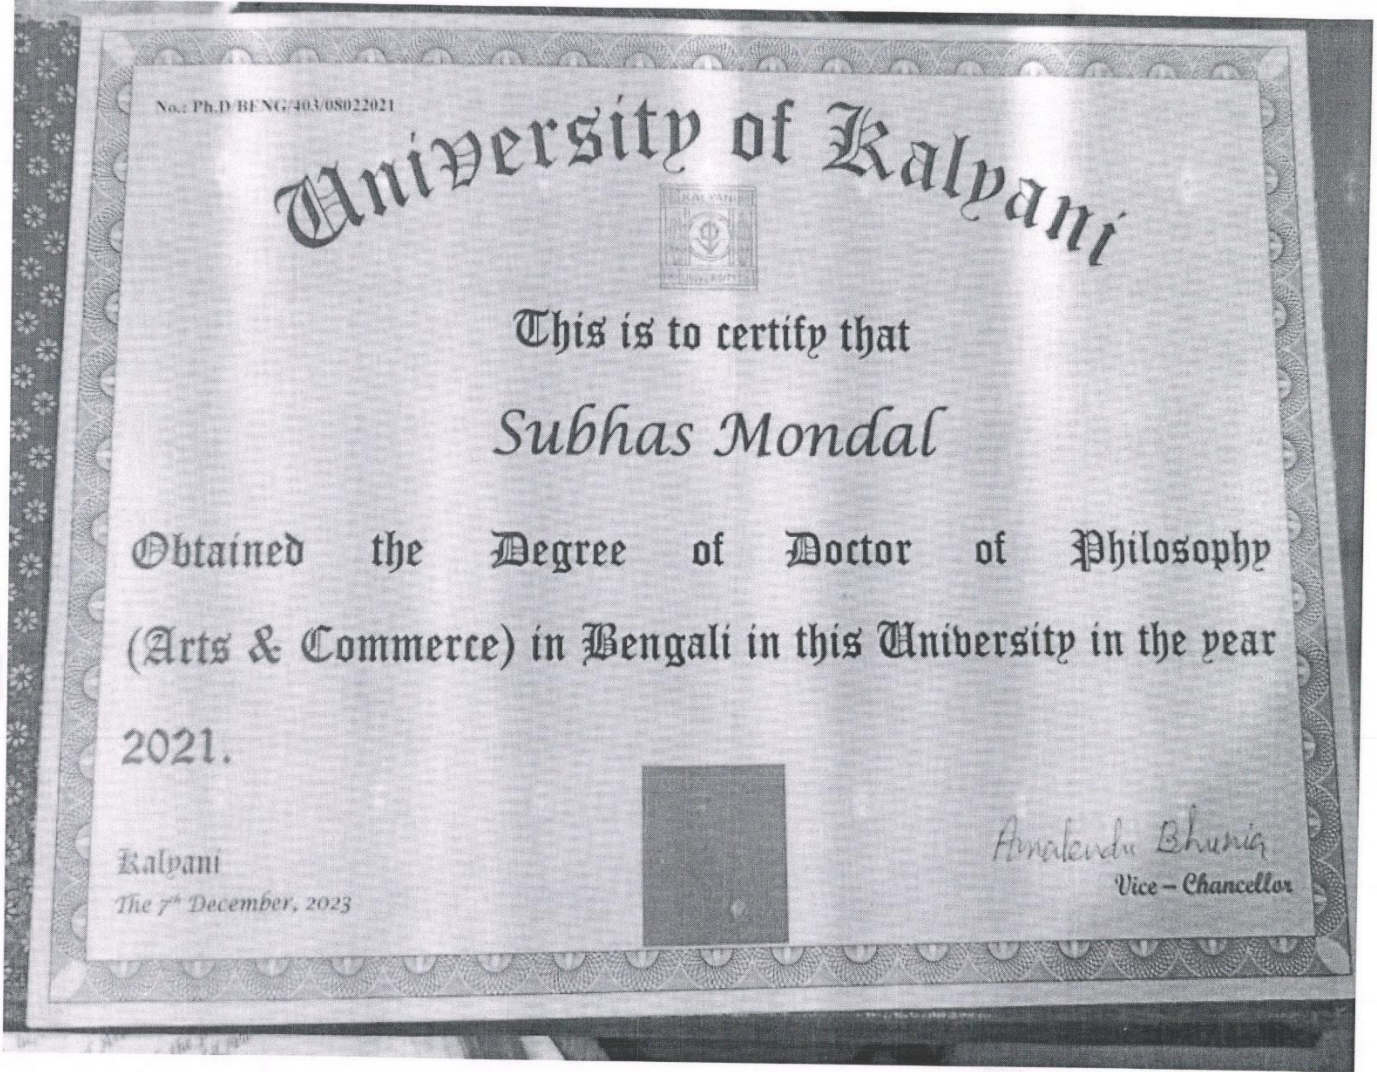 No.: Ph.D/BENG/403/08022021
University of Kalyani
KALYANI
UNIVERSITY
This is to certify that
Subhas Mondal
Obtained the Degree of Doctor of Philosophy
(Arts & Commerce) in Bengali in this University in the year
2021.
Kalyani
The 7th December, 2023
Amalendu Bhunia
Vice – Chancellor